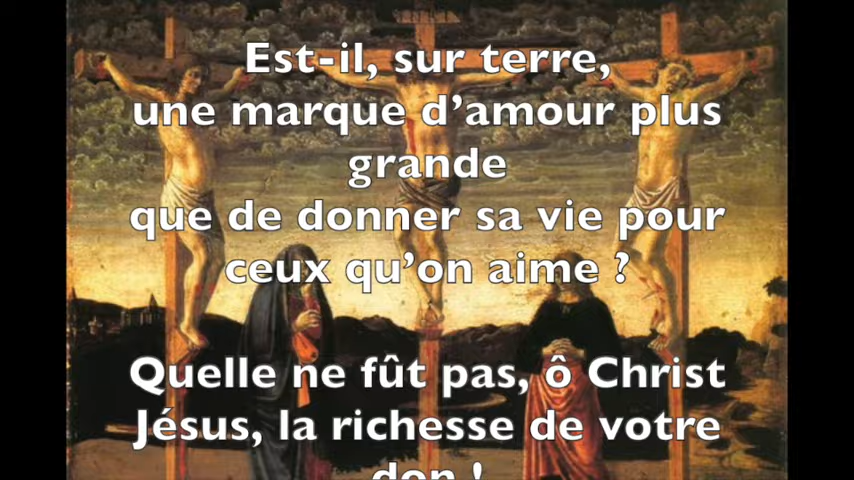 Est-il, sur terre,
une marque d’amour plus
grande
que de donner sa vie pour
ceux qu’on aime ?
Quelle ne fût pas, ô Christ
Jésus, la richesse de votre
don !